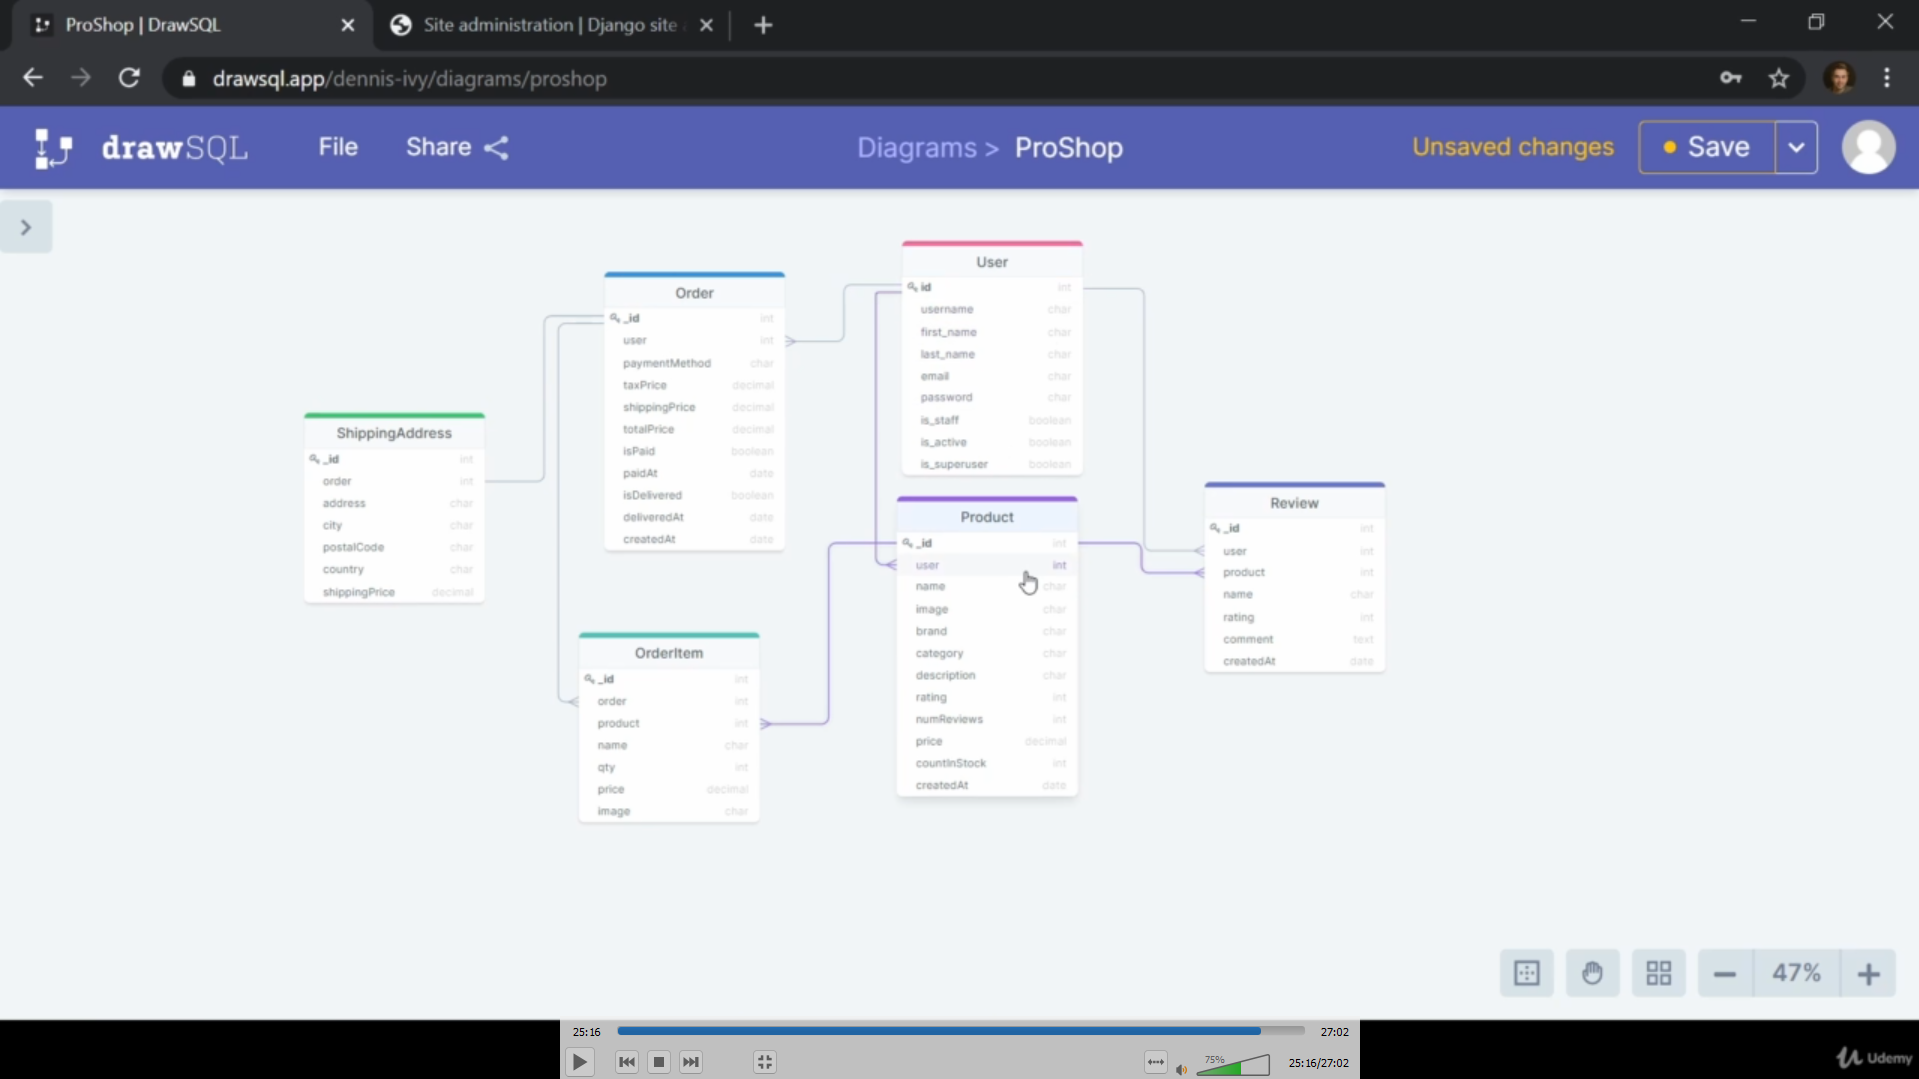 ProShop | DrawSQL
Site administration | Django site
drawsql.app/dennis-ivy/diagrams/proshop
drawSQL
File
Share
Diagrams > ProShop
Unsaved changes
Save
User
id int
username char
first_name char
last_name char
email char
password char
is_staff boolean
is_active boolean
is_superuser boolean
Order
_id int
user int
paymentMethod char
taxPrice decimal
shippingPrice decimal
totalPrice decimal
isPaid boolean
paidAt date
isDelivered boolean
deliveredAt date
createdAt date
ShippingAddress
_id int
order int
address char
city char
postalCode char
country char
shippingPrice decimal
Product
_id int
user int
name char
image char
brand char
category char
description char
rating int
numReviews int
price decimal
countInStock int
createdAt date
Review
_id int
user int
product int
name char
rating int
comment text
createdAt date
OrderItem
_id int
order int
product int
name char
qty int
price decimal
image char
47%
25:16
27:02
75%
25:16/27:02
Udemy